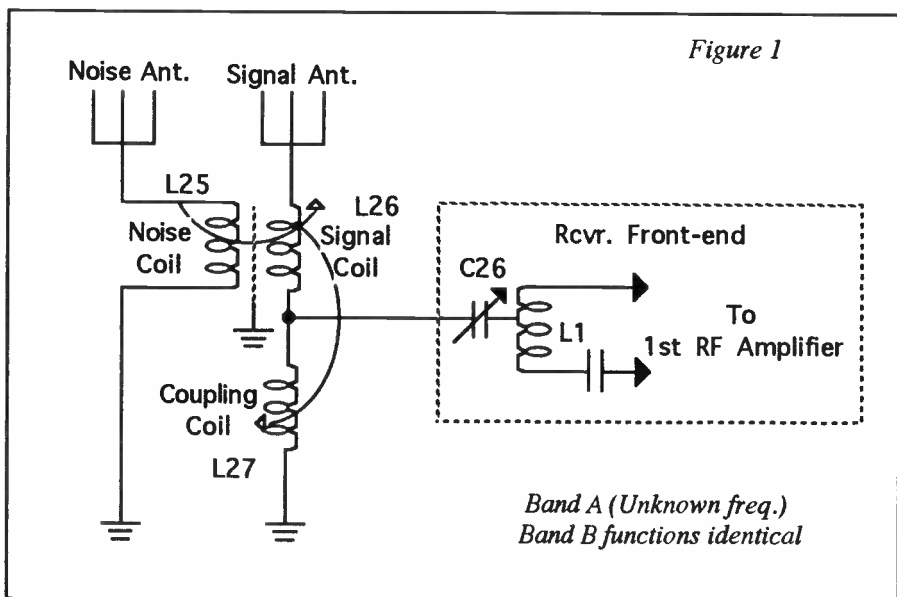 Figure 1
Noise Ant.
Signal Ant.
L25
L26
Noise
Coil
Signal
Coil
Rcvr. Front-end
C26
L1
To
1st RF Amplifier
Coupling
Coil
L27
Band A (Unknown freq.)
Band B functions identical